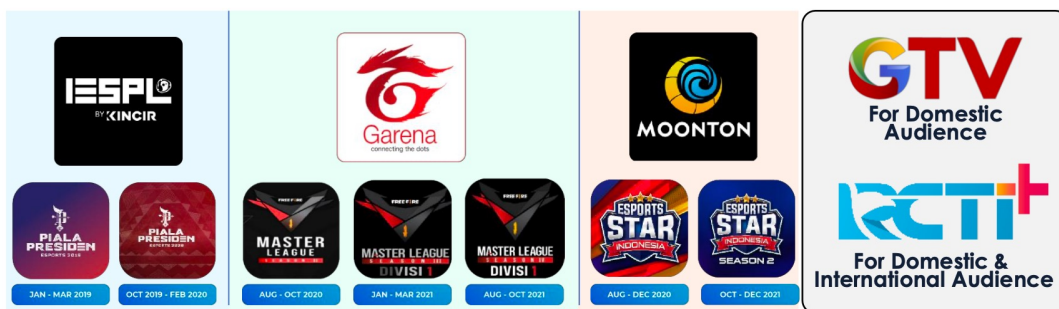 IESPL
BY KINCIR
Garena
connecting the dots
MOONTON
GTV
For Domestic
Audience
RCTI+
For Domestic &
International Audience
PIALA
PRESIDEN
ESPORTS 2019
PIALA
PRESIDEN
ESPORTS 2020
FREE FIRE
MASTER
LEAGUE
FREE FIRE
MASTER LEAGUE
SEASON III
DIVISI 1
FREE FIRE
MASTER LEAGUE
DIVISI 1
ESPORTS
STAR
INDONESIA
ESPORTS
STAR
INDONESIA
SEASON 2
JAN - MAR 2019
OCT 2019 - FEB 2020
AUG - OCT 2020
JAN - MAR 2021
AUG - OCT 2021
AUG - DEC 2020
OCT - DEC 2021